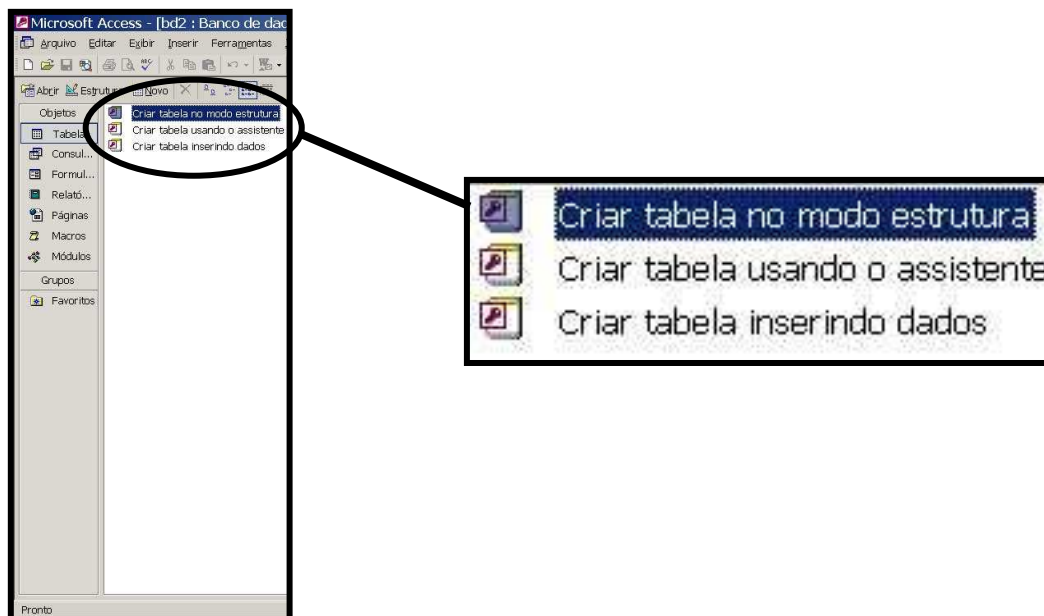 Microsoft Access - [bd2 : Banco de dad
Arquivo Editar Exibir Inserir Ferramentas
Abrir Estrutura Novo
Objetos
Tabelas
Consul...
Formul...
Relató...
Páginas
Macros
Módulos
Grupos
Favoritos
Criar tabela no modo estrutura
Criar tabela usando o assistente
Criar tabela inserindo dados
Pronto
Criar tabela no modo estrutura
Criar tabela usando o assistente
Criar tabela inserindo dados